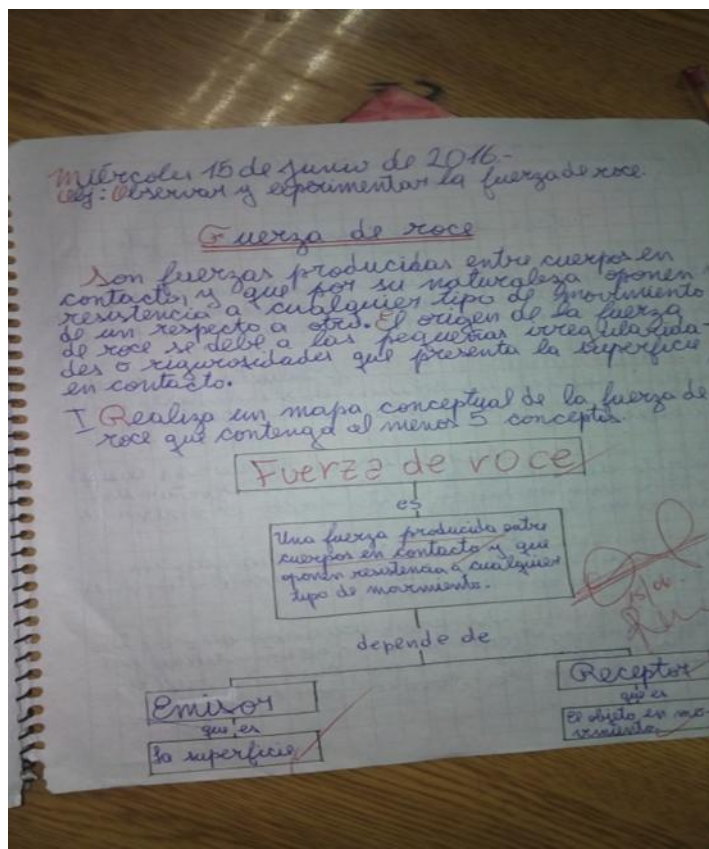 Miércoles 15 de Junio de 2016.-
Obj: Observar y experimentar la fuerza de roce
Fuerza de roce
Son fuerzas producidas entre cuerpos en
contacto, y que por su naturaleza oponen
resistencia a cualquier tipo de movimiento
de un respecto a otro. El origen de la fuerza
de roce se debe a las pequeñas irregularida-
des o rigurosidades que presenta la superficie
en contacto.
I Realiza un mapa conceptual de la fuerza de
roce que contenga al menos 5 conceptos.
Fuerza de roce
es
Una fuerza producida entre
cuerpos en contacto y que
oponen resistencia a cualquier
tipo de movimiento.
15/06.
depende de
Emisor
que es
la superficie
Receptor
que es
El objeto en mo-
vimiento.